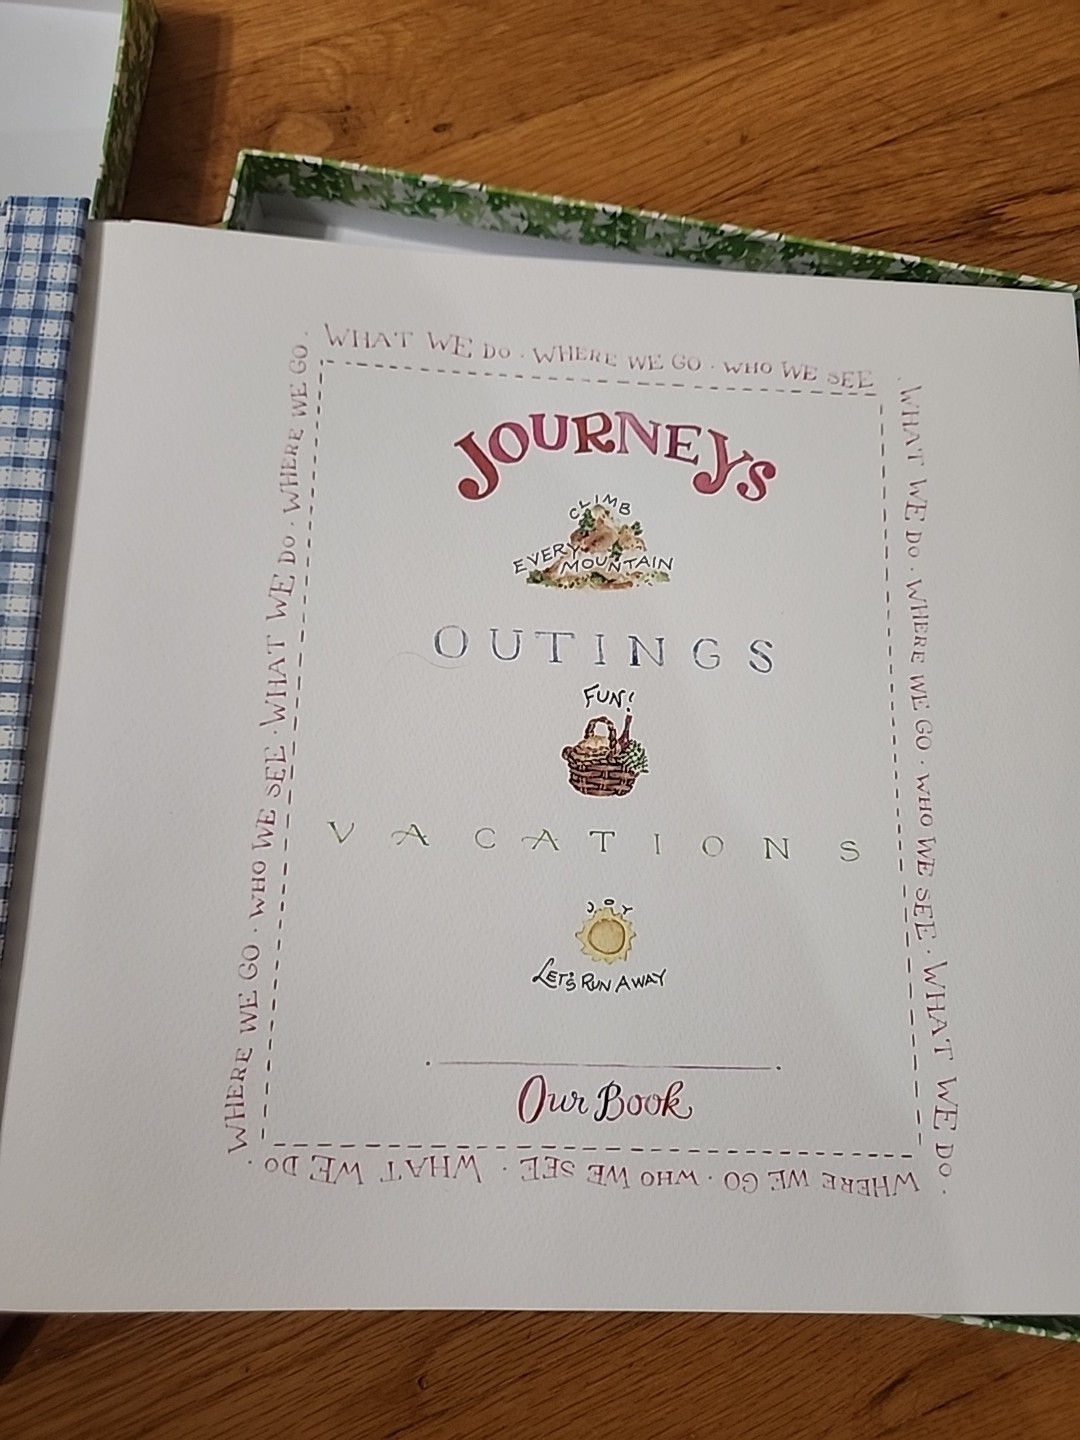 WHAT WE DO · WHERE WE GO · WHO WE SEE ·
WHAT WE DO · WHERE WE GO · WHO WE SEE · WHAT WE DO ·
WHERE WE GO · WHO WE SEE · WHAT WE DO ·
WHERE WE GO · WHO WE SEE · WHAT WE DO · WHERE WE GO ·
JOURNEYS
CLIMB
EVERY MOUNTAIN
OUTINGS
FUN!
VACATIONS
JOY
LET'S RUN AWAY
Our Book